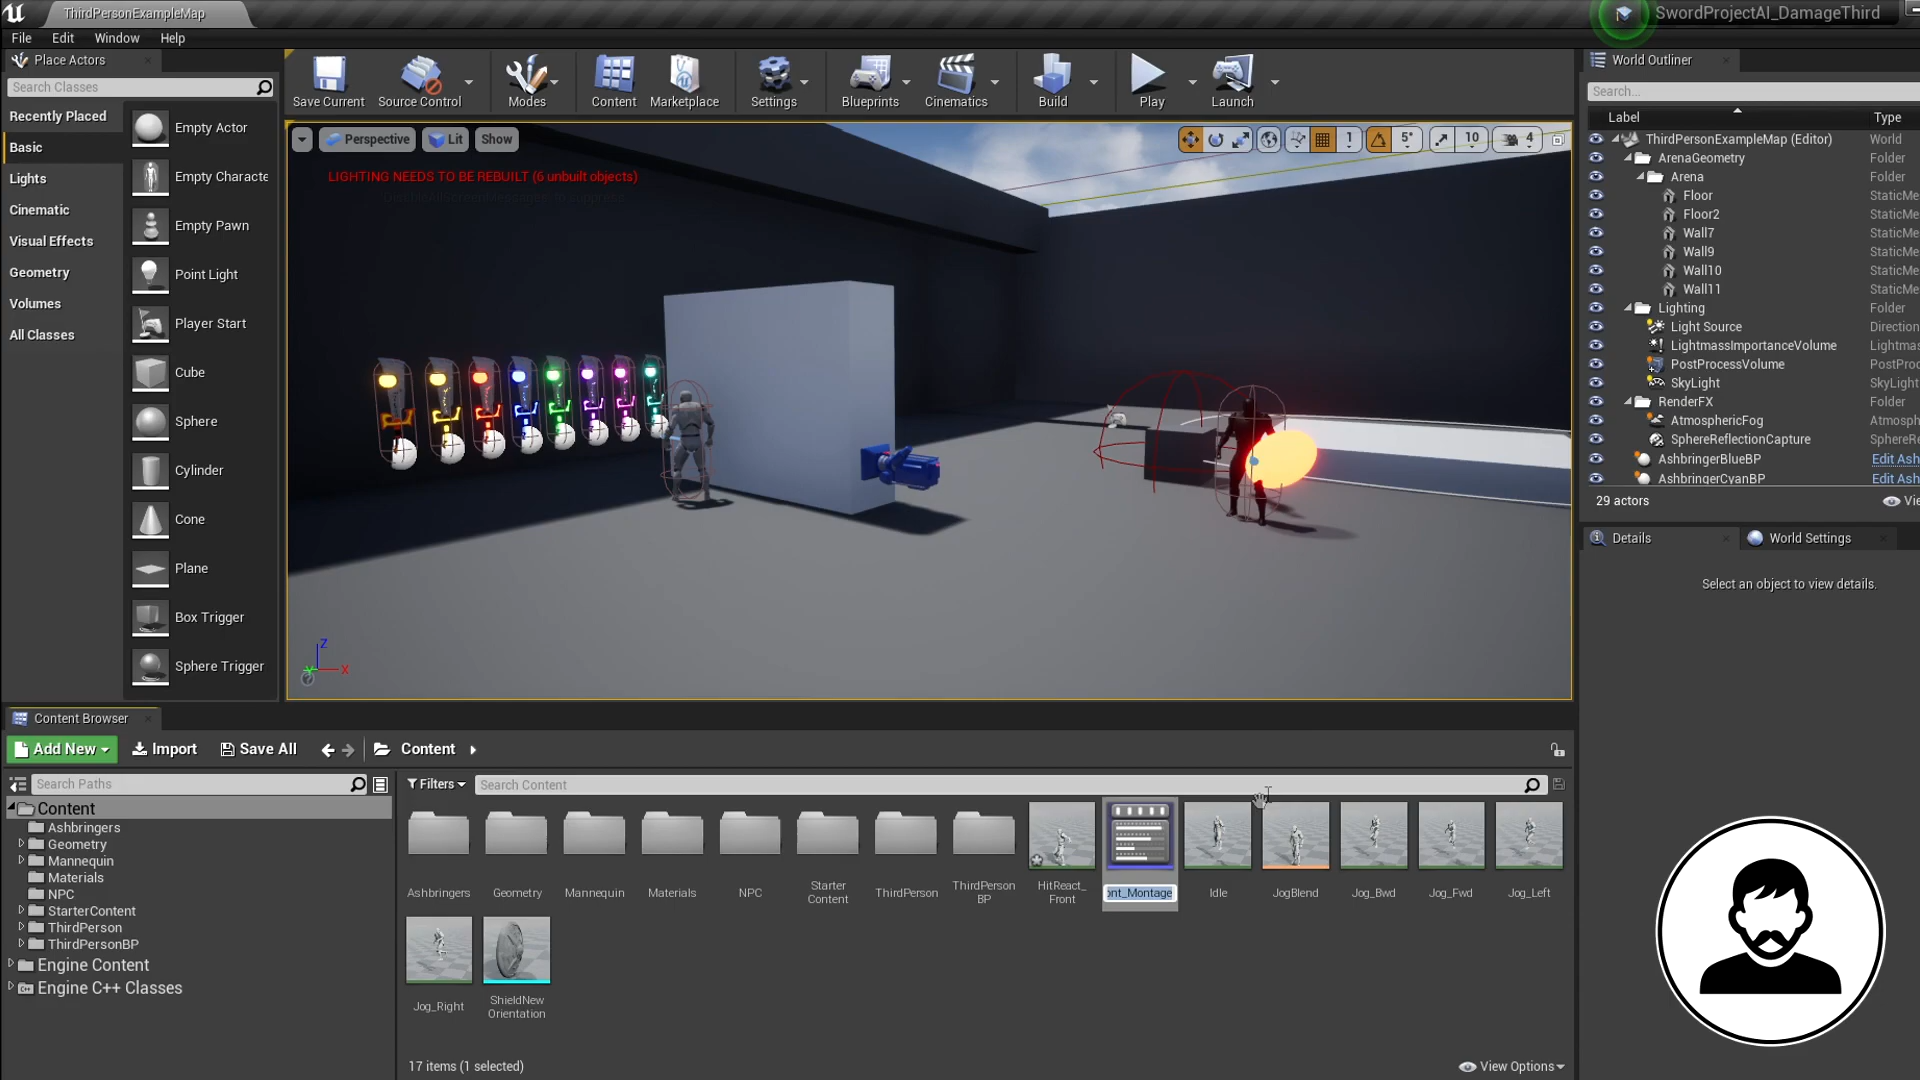 ThirdPersonExampleMap
SwordProjectAI_DamageThird
File Edit Window Help
Place Actors
Search Classes
Recently Placed
Basic
Lights
Cinematic
Visual Effects
Geometry
Volumes
All Classes
Empty Actor
Empty Characte
Empty Pawn
Point Light
Player Start
Cube
Sphere
Cylinder
Cone
Plane
Box Trigger
Sphere Trigger
Save Current
Source Control
Modes
Content
Marketplace
Settings
Blueprints
Cinematics
Build
Play
Launch
Perspective
Lit
Show
1
5°
10
4
LIGHTING NEEDS TO BE REBUILT (6 unbuilt objects)
Z
X
World Outliner
Search...
Label Type
ThirdPersonExampleMap (Editor) World
ArenaGeometry Folder
Arena Folder
Floor StaticMe
Floor2 StaticMe
Wall7 StaticMe
Wall9 StaticMe
Wall10 StaticMe
Wall11 StaticMe
Lighting Folder
Light Source Direction
LightmassImportanceVolume Lightmas
PostProcessVolume PostProc
SkyLight SkyLight
RenderFX Folder
AtmosphericFog Atmosph
SphereReflectionCapture SphereRe
AshbringerBlueBP Edit Ash
AshbringerCyanBP Edit Ash
29 actors
Vie
Details
World Settings
Select an object to view details.
Content Browser
Add New
Import
Save All
Content
Search Paths
Filters
Search Content
Content
Ashbringers
Geometry
Mannequin
Materials
NPC
StarterContent
ThirdPerson
ThirdPersonBP
Engine Content
Engine C++ Classes
Ashbringers
Geometry
Mannequin
Materials
NPC
Starter
Content
ThirdPerson
ThirdPerson
BP
HitReact_
Front
ont_Montage
Idle
JogBlend
Jog_Bwd
Jog_Fwd
Jog_Left
Jog_Right
ShieldNew
Orientation
17 items (1 selected)
View Options